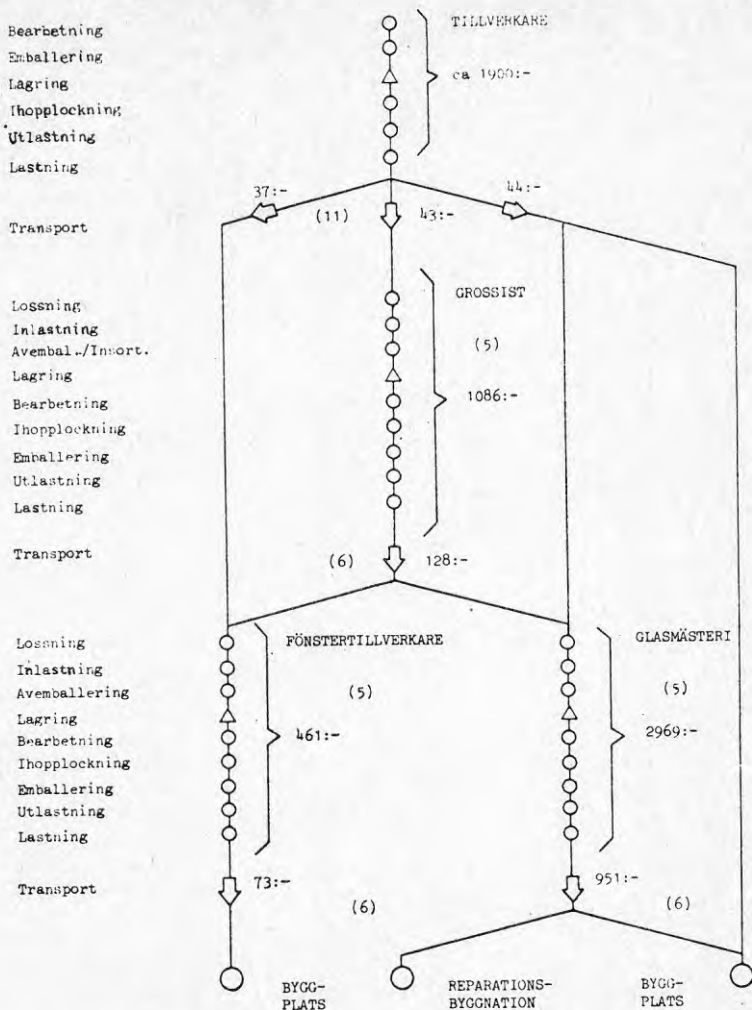 Bearbetning
Emballering
Lagring
Ihopplockning
Utlastning
Lastning
TILLVERKARE
ca 1900:-
37:-
44:-
Transport
(11)
43:-
Lossning
Inlastning
Avembal../Insort.
Lagring
Bearbetning
Ihopplockning
Emballering
Utlastning
Lastning
GROSSIST
(5)
1086:-
Transport
(6)
128:-
Lossning
Inlastning
Avemballering
Lagring
Bearbetning
Ihopplockning
Emballering
Utlastning
Lastning
FÖNSTERTILLVERKARE
(5)
461:-
GLASMÄSTERI
(5)
2969:-
Transport
73:-
(6)
951:-
(6)
BYGG-
PLATS
REPARATIONS-
BYGGNATION
BYGG-
PLATS